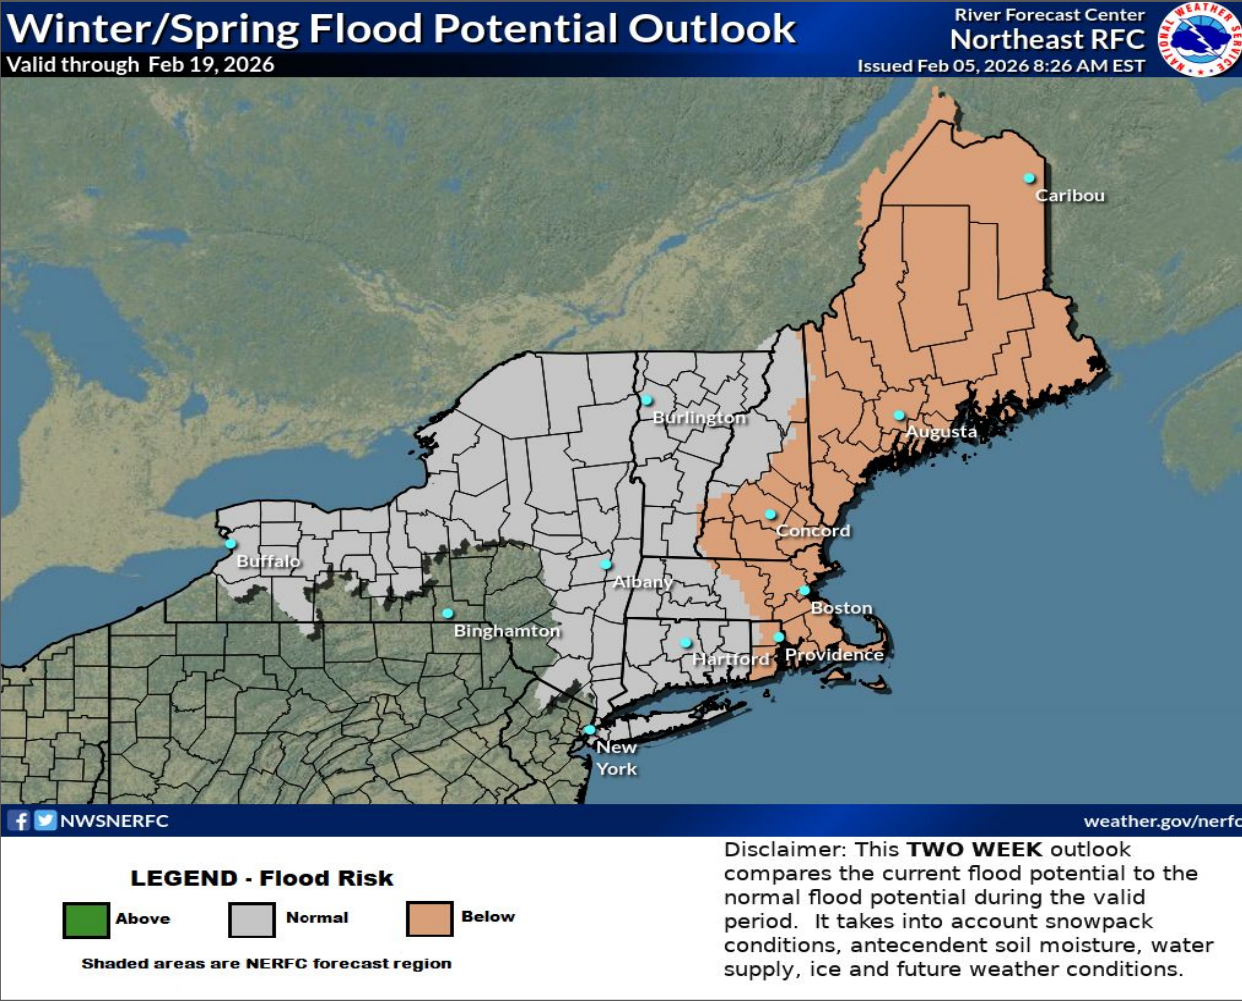 Winter/Spring Flood Potential Outlook
Valid through Feb 19, 2026
River Forecast Center
Northeast RFC
Issued Feb 05, 2026 8:26 AM EST
NATIONAL WEATHER SERVICE
Caribou
Burlington
Augusta
Concord
Buffalo
Albany
Boston
Binghamton
Hartford
Providence
New
York
NWSNERFC
weather.gov/nerfc
LEGEND - Flood Risk
Above
Normal
Below
Shaded areas are NERFC forecast region
Disclaimer: This TWO WEEK outlook
compares the current flood potential to the
normal flood potential during the valid
period. It takes into account snowpack
conditions, antecendent soil moisture, water
supply, ice and future weather conditions.